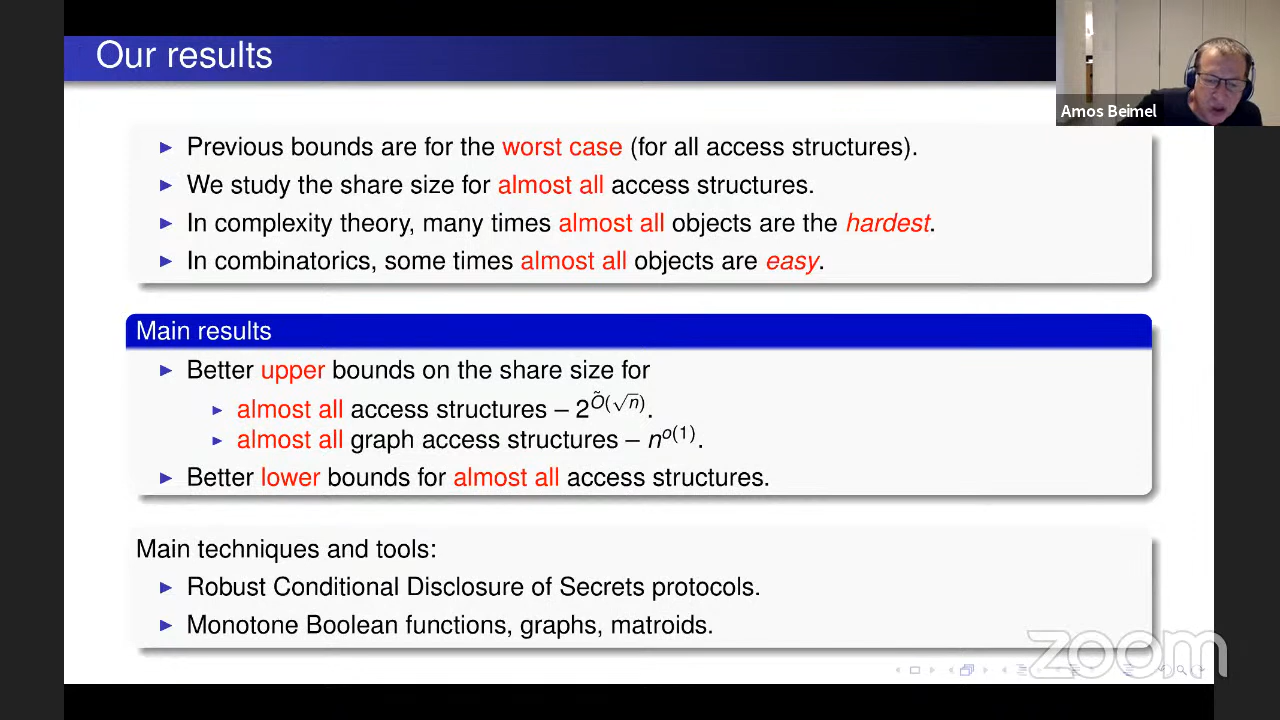 Our results
Amos Beimel
► Previous bounds are for the worst case (for all access structures).
► We study the share size for almost all access structures.
► In complexity theory, many times almost all objects are the hardest.
► In combinatorics, some times almost all objects are easy.
Main results
► Better upper bounds on the share size for
► almost all access structures – 2^{Õ(√n)}.
► almost all graph access structures – n^{o(1)}.
► Better lower bounds for almost all access structures.
Main techniques and tools:
► Robust Conditional Disclosure of Secrets protocols.
► Monotone Boolean functions, graphs, matroids.
zoom